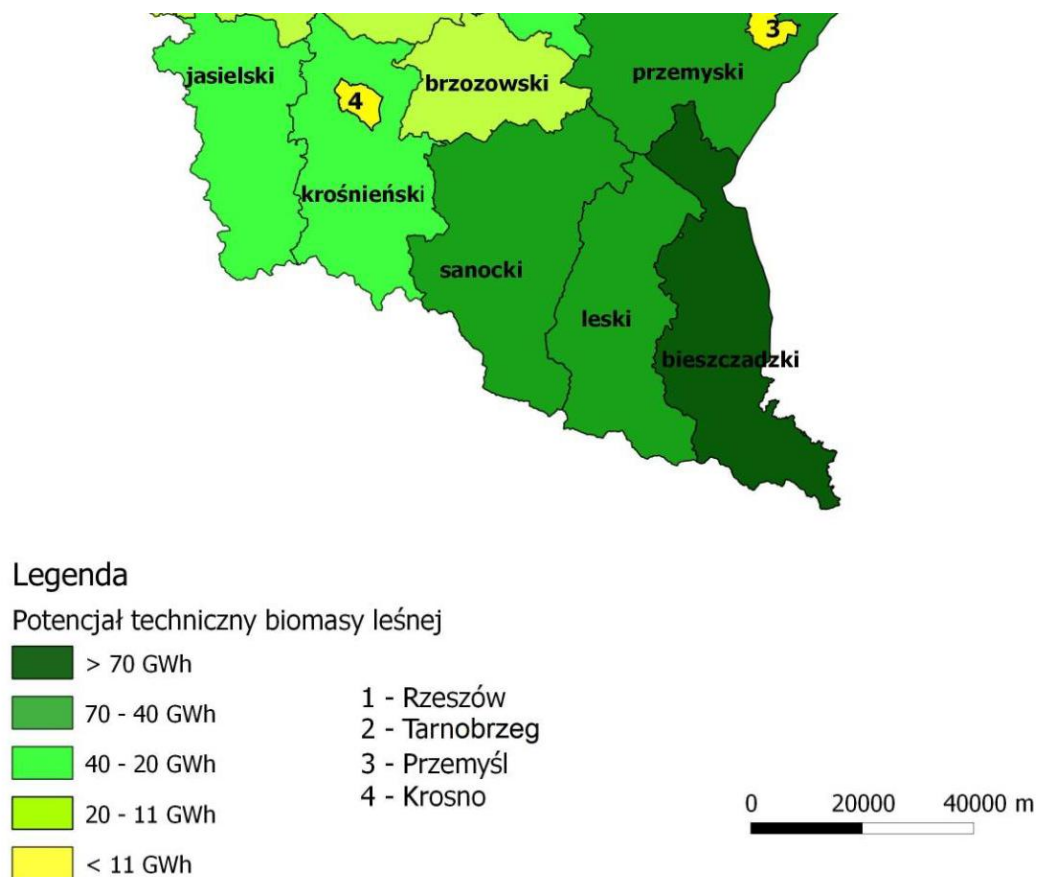 3
jasielski
brzozowski
przemyski
4
krośnieński
sanocki
leski
bieszczadzki
Legenda
Potencjał techniczny biomasy leśnej
> 70 GWh
70 - 40 GWh
40 - 20 GWh
20 - 11 GWh
< 11 GWh
1 - Rzeszów
2 - Tarnobrzeg
3 - Przemyśl
4 - Krosno
0 20000 40000 m